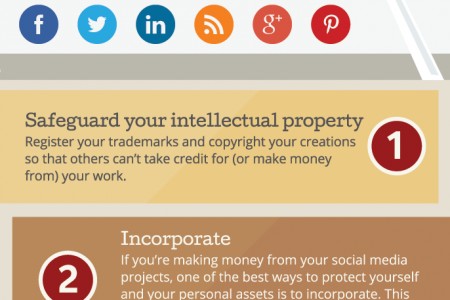 f in g+
Safeguard your intellectual property
Register your trademarks and copyright your creations
so that others can’t take credit for (or make money
from) your work.
1
Incorporate
If you’re making money from your social media
projects, one of the best ways to protect yourself
2
and your personal assets is to incorporate. This